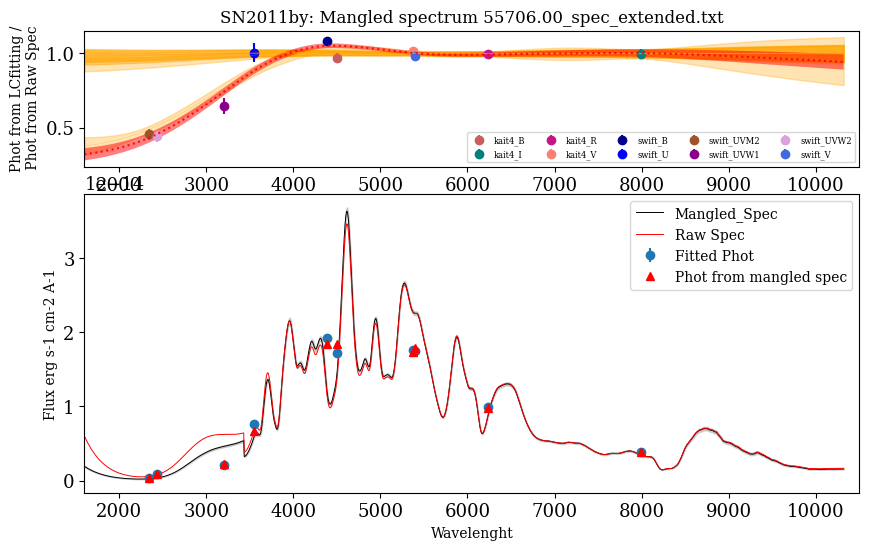 SN2011by: Mangled spectrum 55706.00_spec_extended.txt
Phot from LCfitting /
Phot from Raw Spec
1.0
0.5
kait4_B kait4_R swift_B swift_UVM2 swift_UVW2
kait4_I kait4_V swift_U swift_UVW1 swift_V
2000 3000 4000 5000 6000 7000 8000 9000 10000
1e−14
Flux erg s-1 cm-2 A-1
Mangled_Spec
Raw Spec
Fitted Phot
Phot from mangled spec
3
2
1
0
2000 3000 4000 5000 6000 7000 8000 9000 10000
Wavelenght